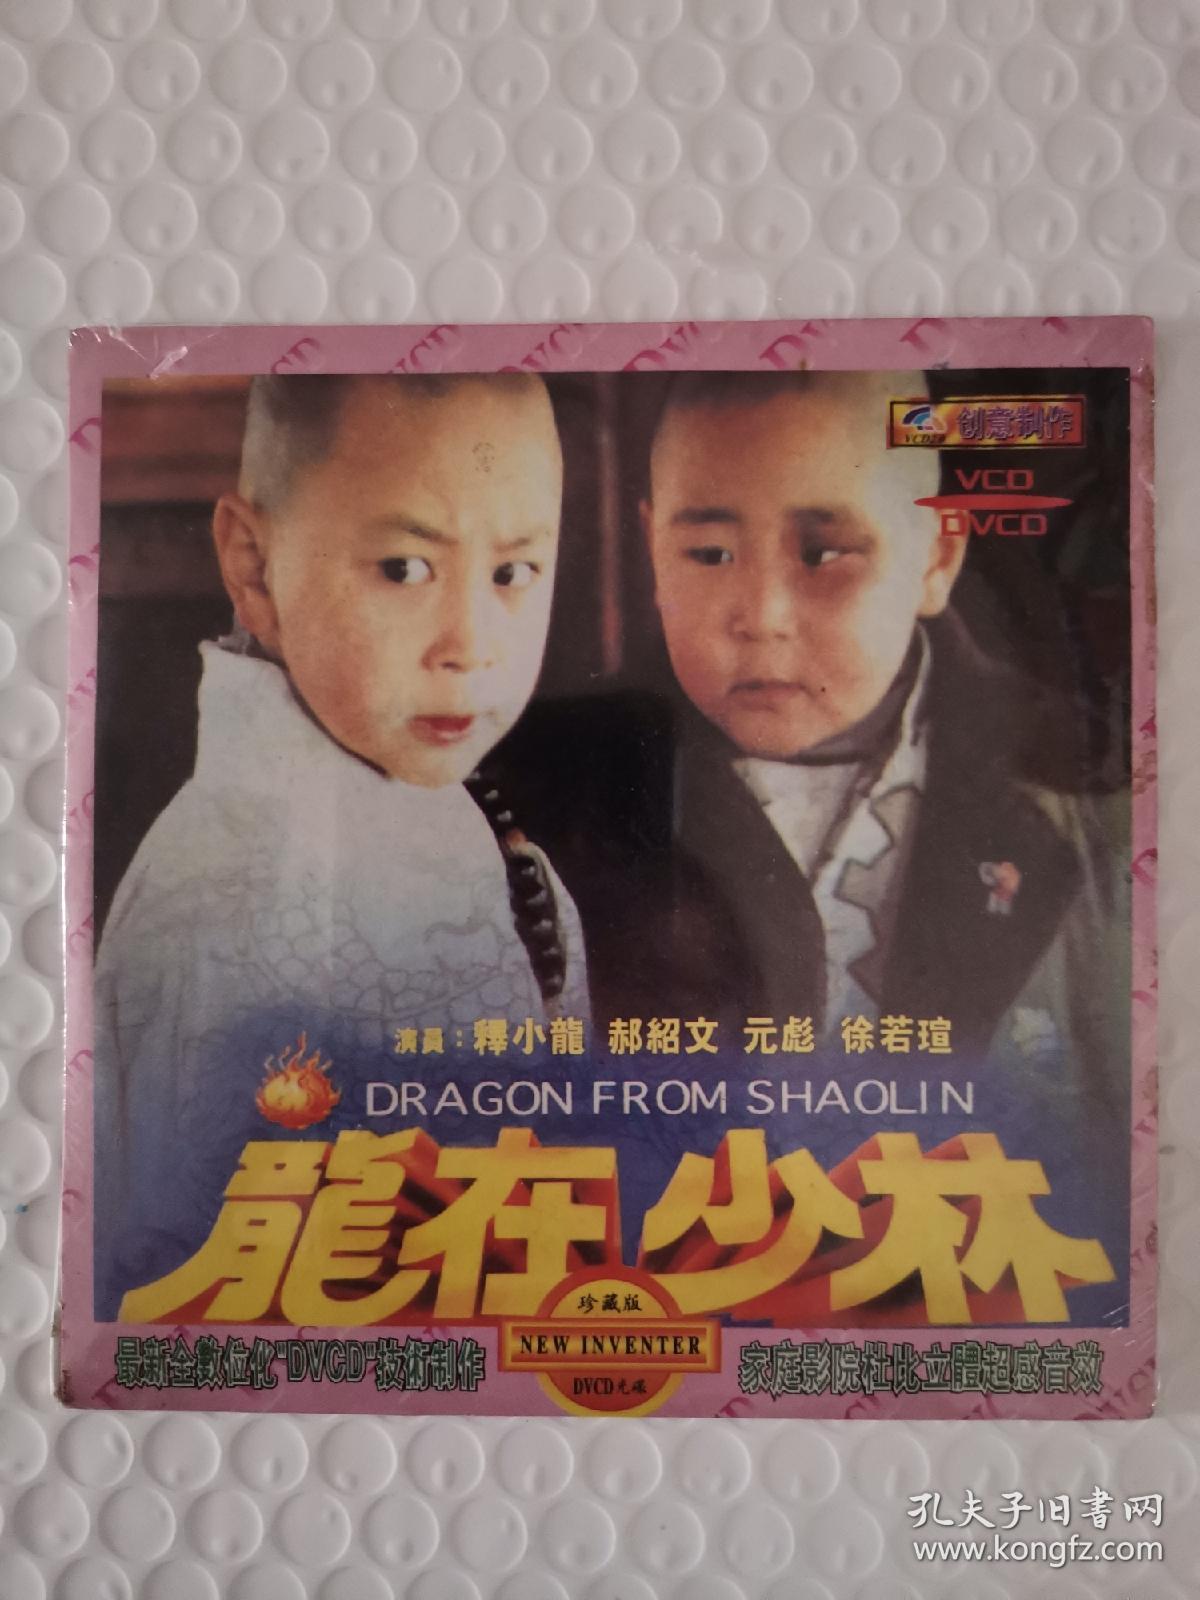 VCD2.0 创意制作
VCD
DVCD
演員：釋小龍 郝紹文 元彪 徐若瑄
DRAGON FROM SHAOLIN
龍在少林
珍藏版
NEW INVENTER
DVCD光碟
最新全數位化"DVCD"技術制作
家庭影院杜比立體超感音效
孔夫子旧书网
www.kongfz.com